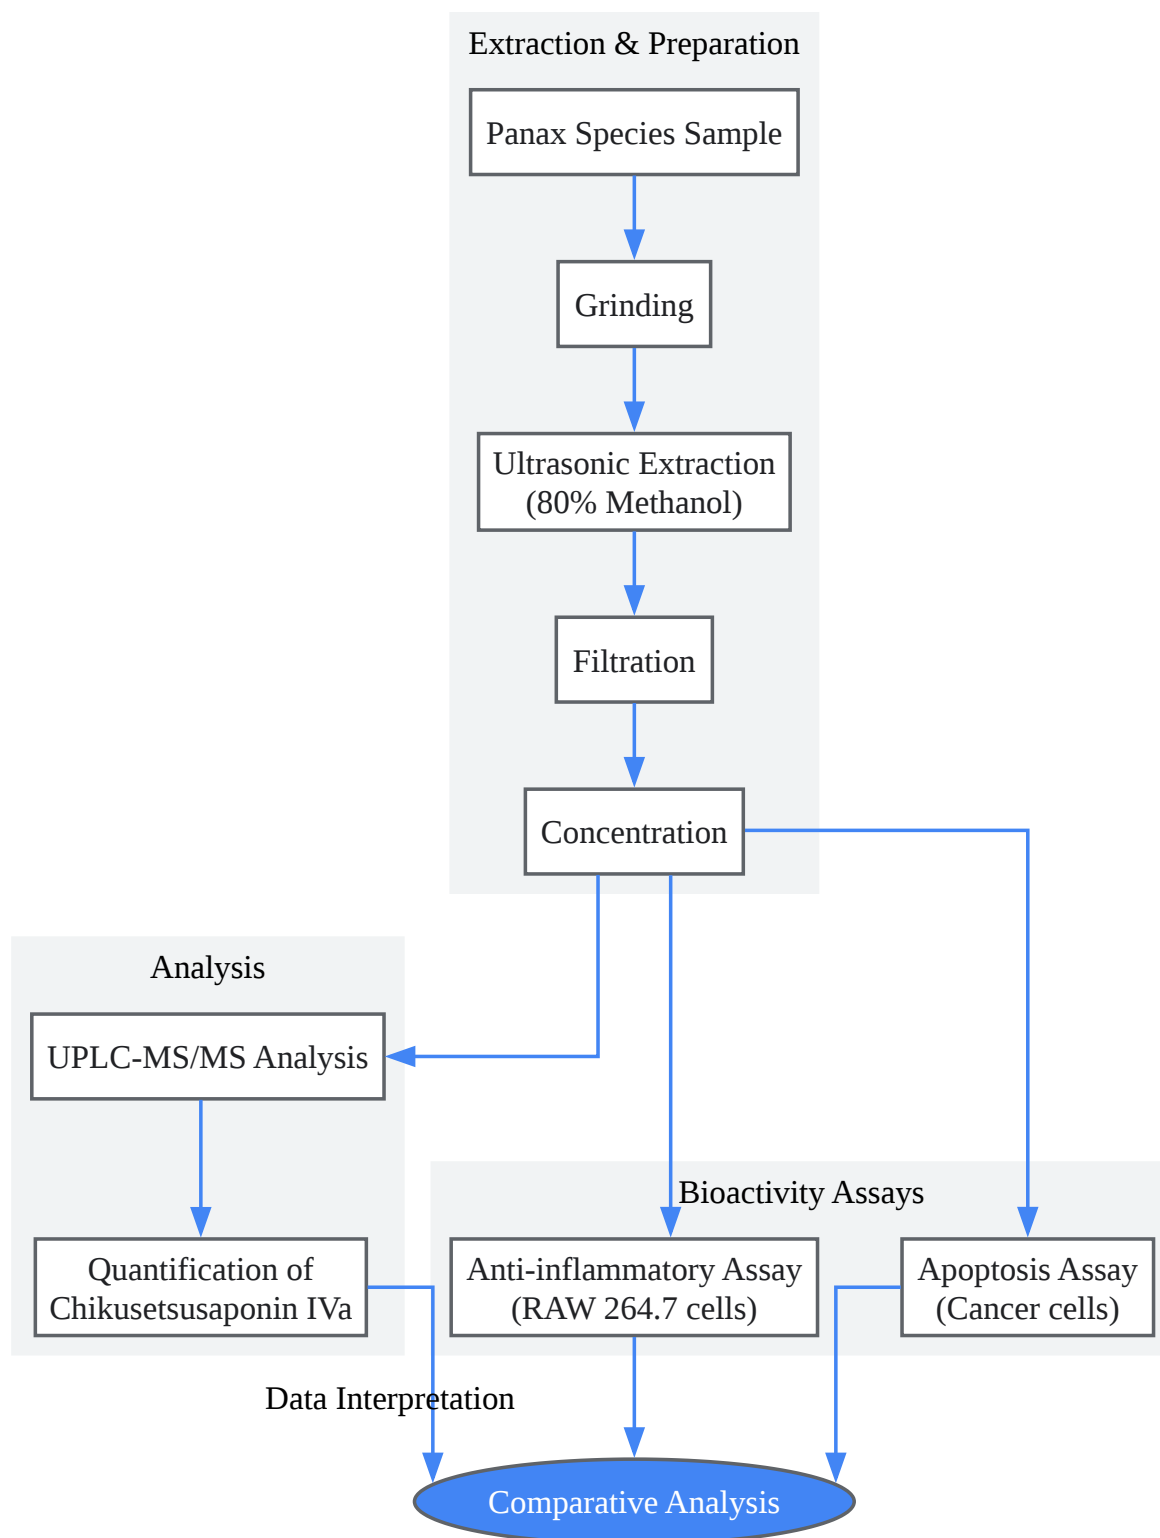 Extraction & Preparation
Panax Species Sample
Grinding
Ultrasonic Extraction
(80% Methanol)
Filtration
Concentration
Analysis
UPLC-MS/MS Analysis
Quantification of
Chikusetsusaponin IVa
Bioactivity Assays
Anti-inflammatory Assay
(RAW 264.7 cells)
Apoptosis Assay
(Cancer cells)
Data Interpretation
Comparative Analysis